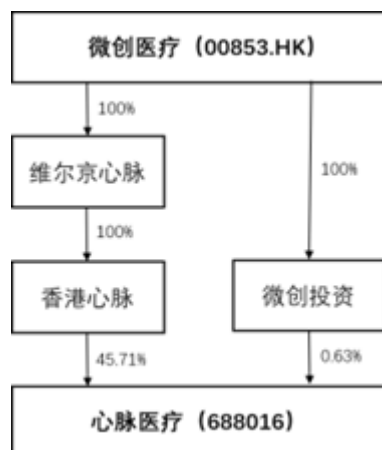 微创医疗（00853.HK）
100%
维尔京心脉
100%
100%
香港心脉
微创投资
45.71%
0.63%
心脉医疗（688016）